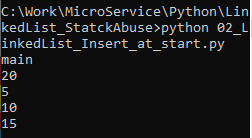 C:\Work\MicroService\Python\Lin
kedList_StatckAbuse>python 02_L
inkedList_Insert_at_start.py
main
20
5
10
15